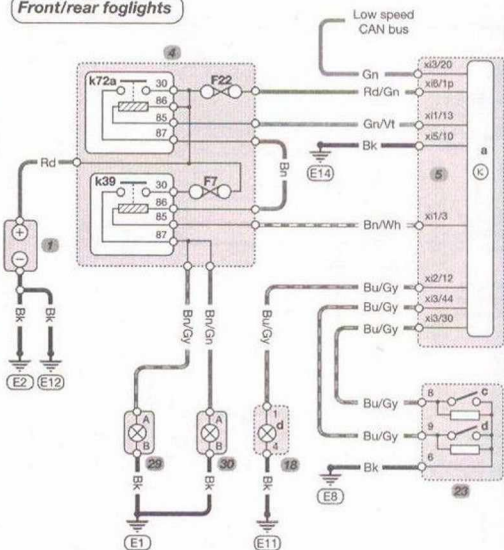 Front/rear foglights
Low speed
CAN bus
4
k72a
30
F22
86
85
87
Gn
xi3/20
Rd/Gn
xi6/1p
Gn/Vt
xi1/13
Bk
xi5/10
a
K
5
E14
Rd
Bn
k39
30
F7
86
85
87
Bn/Wh
xi1/3
1
+
−
Bk
Bk
E2
E12
Bn/Gy
Bn/Gn
Bu/Gy
Bu/Gy
xi2/12
Bu/Gy
xi3/44
Bu/Gy
xi3/30
A
B
29
A
B
30
1
d
4
18
Bu/Gy
8
c
Bu/Gy
9
d
Bk
6
23
E8
Bk
Bk
Bk
E1
E11